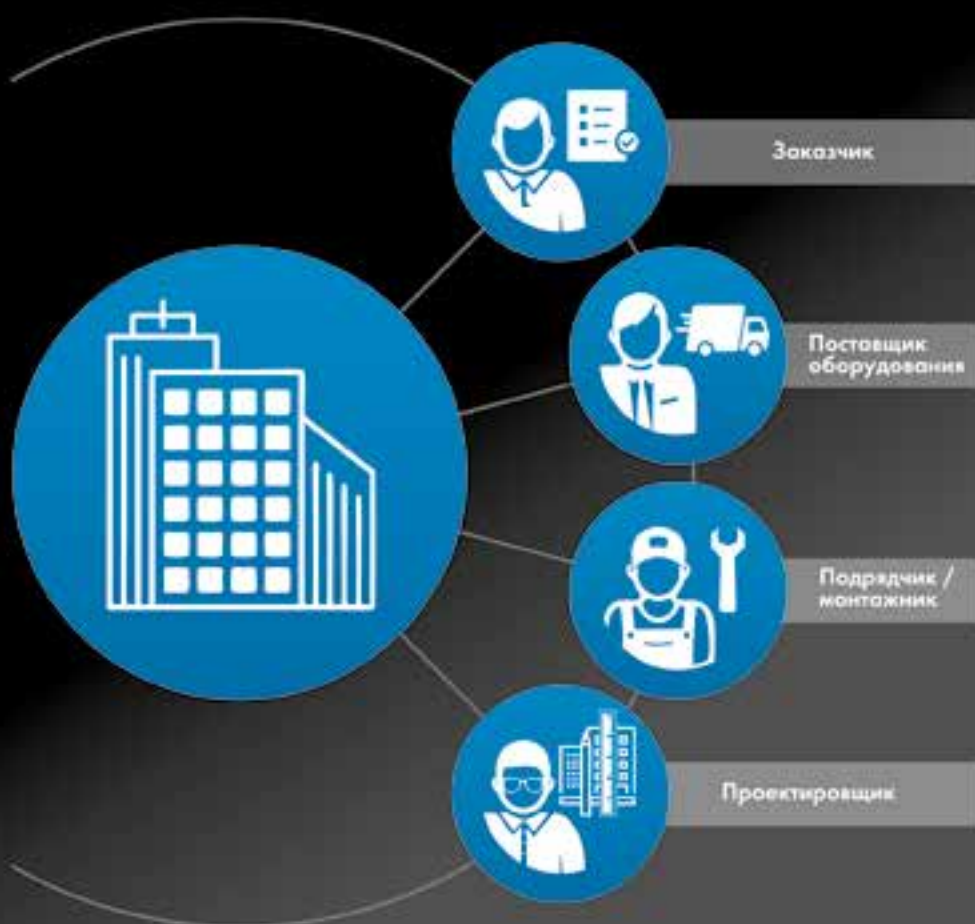 Заказчик
Поставщик
оборудования
Подрядчик /
монтажник
Проектировщик